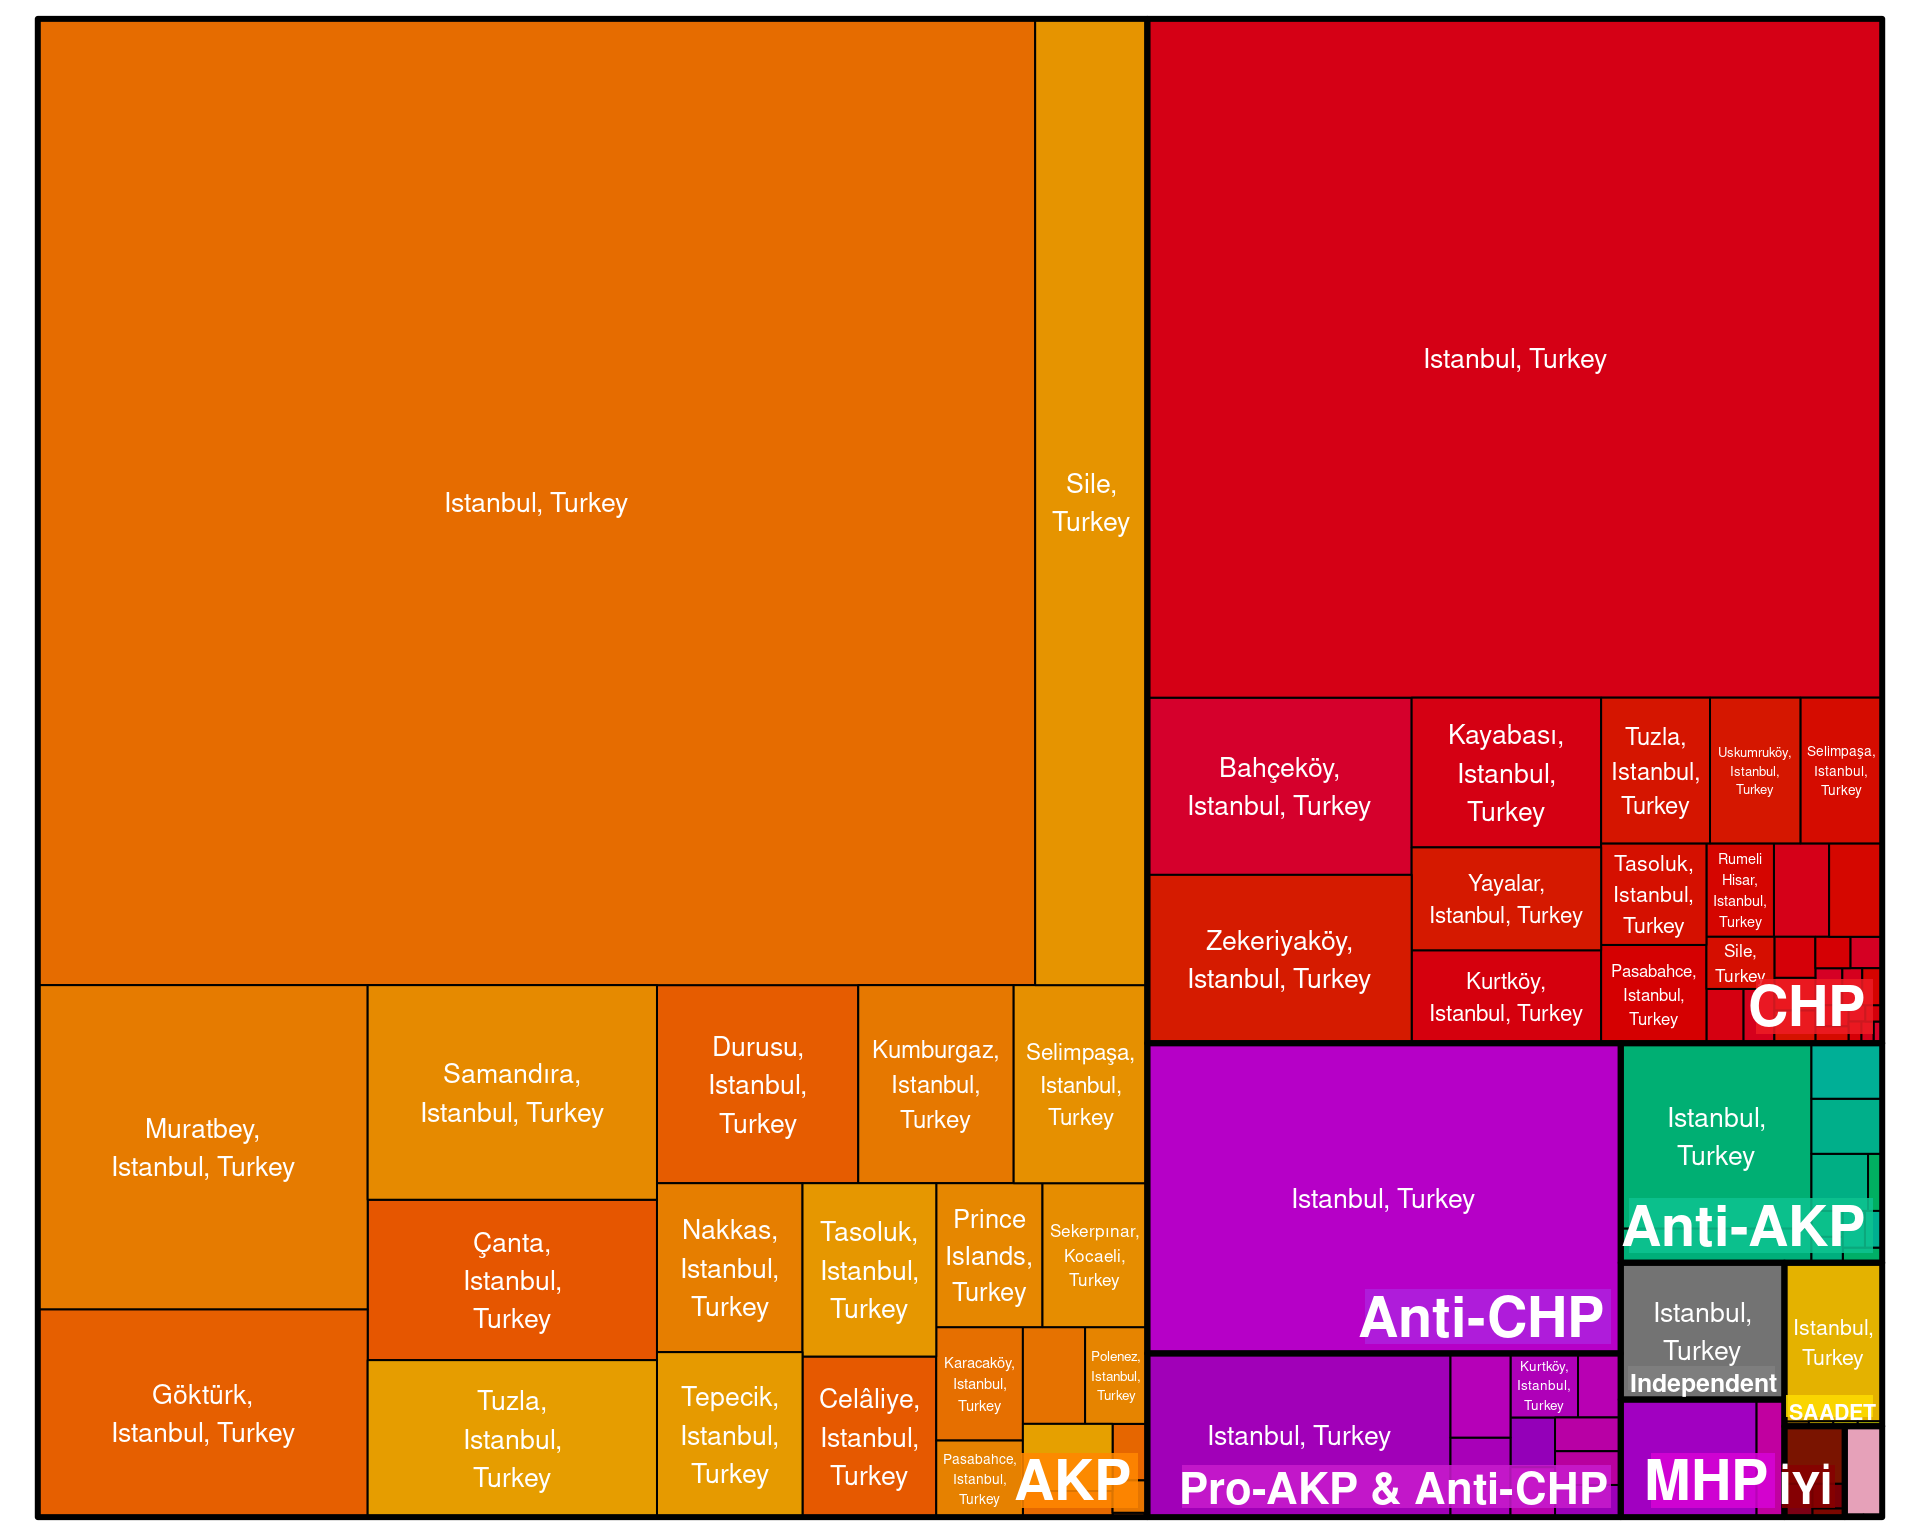 Istanbul, Turkey
Sile,
Turkey
Muratbey,
Istanbul, Turkey
Göktürk,
Istanbul, Turkey
Samandıra,
Istanbul, Turkey
Çanta,
Istanbul,
Turkey
Tuzla,
Istanbul,
Turkey
Durusu,
Istanbul,
Turkey
Kumburgaz,
Istanbul,
Turkey
Selimpaşa,
Istanbul,
Turkey
Nakkas,
Istanbul,
Turkey
Tasoluk,
Istanbul,
Turkey
Prince
Islands,
Turkey
Sekerpınar,
Kocaeli,
Turkey
Tepecik,
Istanbul,
Turkey
Celâliye,
Istanbul,
Turkey
Karacaköy,
Istanbul,
Turkey
Polenez,
Istanbul,
Turkey
Pasabahce,
Istanbul,
Turkey
AKP
Istanbul, Turkey
Bahçeköy,
Istanbul, Turkey
Zekeriyaköy,
Istanbul, Turkey
Kayabası,
Istanbul,
Turkey
Yayalar,
Istanbul, Turkey
Kurtköy,
Istanbul, Turkey
Tuzla,
Istanbul,
Turkey
Uskumruköy,
Istanbul,
Turkey
Selimpaşa,
Istanbul,
Turkey
Tasoluk,
Istanbul,
Turkey
Rumeli
Hisar,
Istanbul,
Turkey
Pasabahce,
Istanbul,
Turkey
Sile,
Turkey
CHP
Istanbul, Turkey
Anti-CHP
Istanbul, Turkey
Kurtköy,
Istanbul,
Turkey
Pro-AKP & Anti-CHP
Istanbul,
Turkey
Anti-AKP
Istanbul,
Turkey
Independent
Istanbul,
Turkey
SAADET
MHP
İYİ